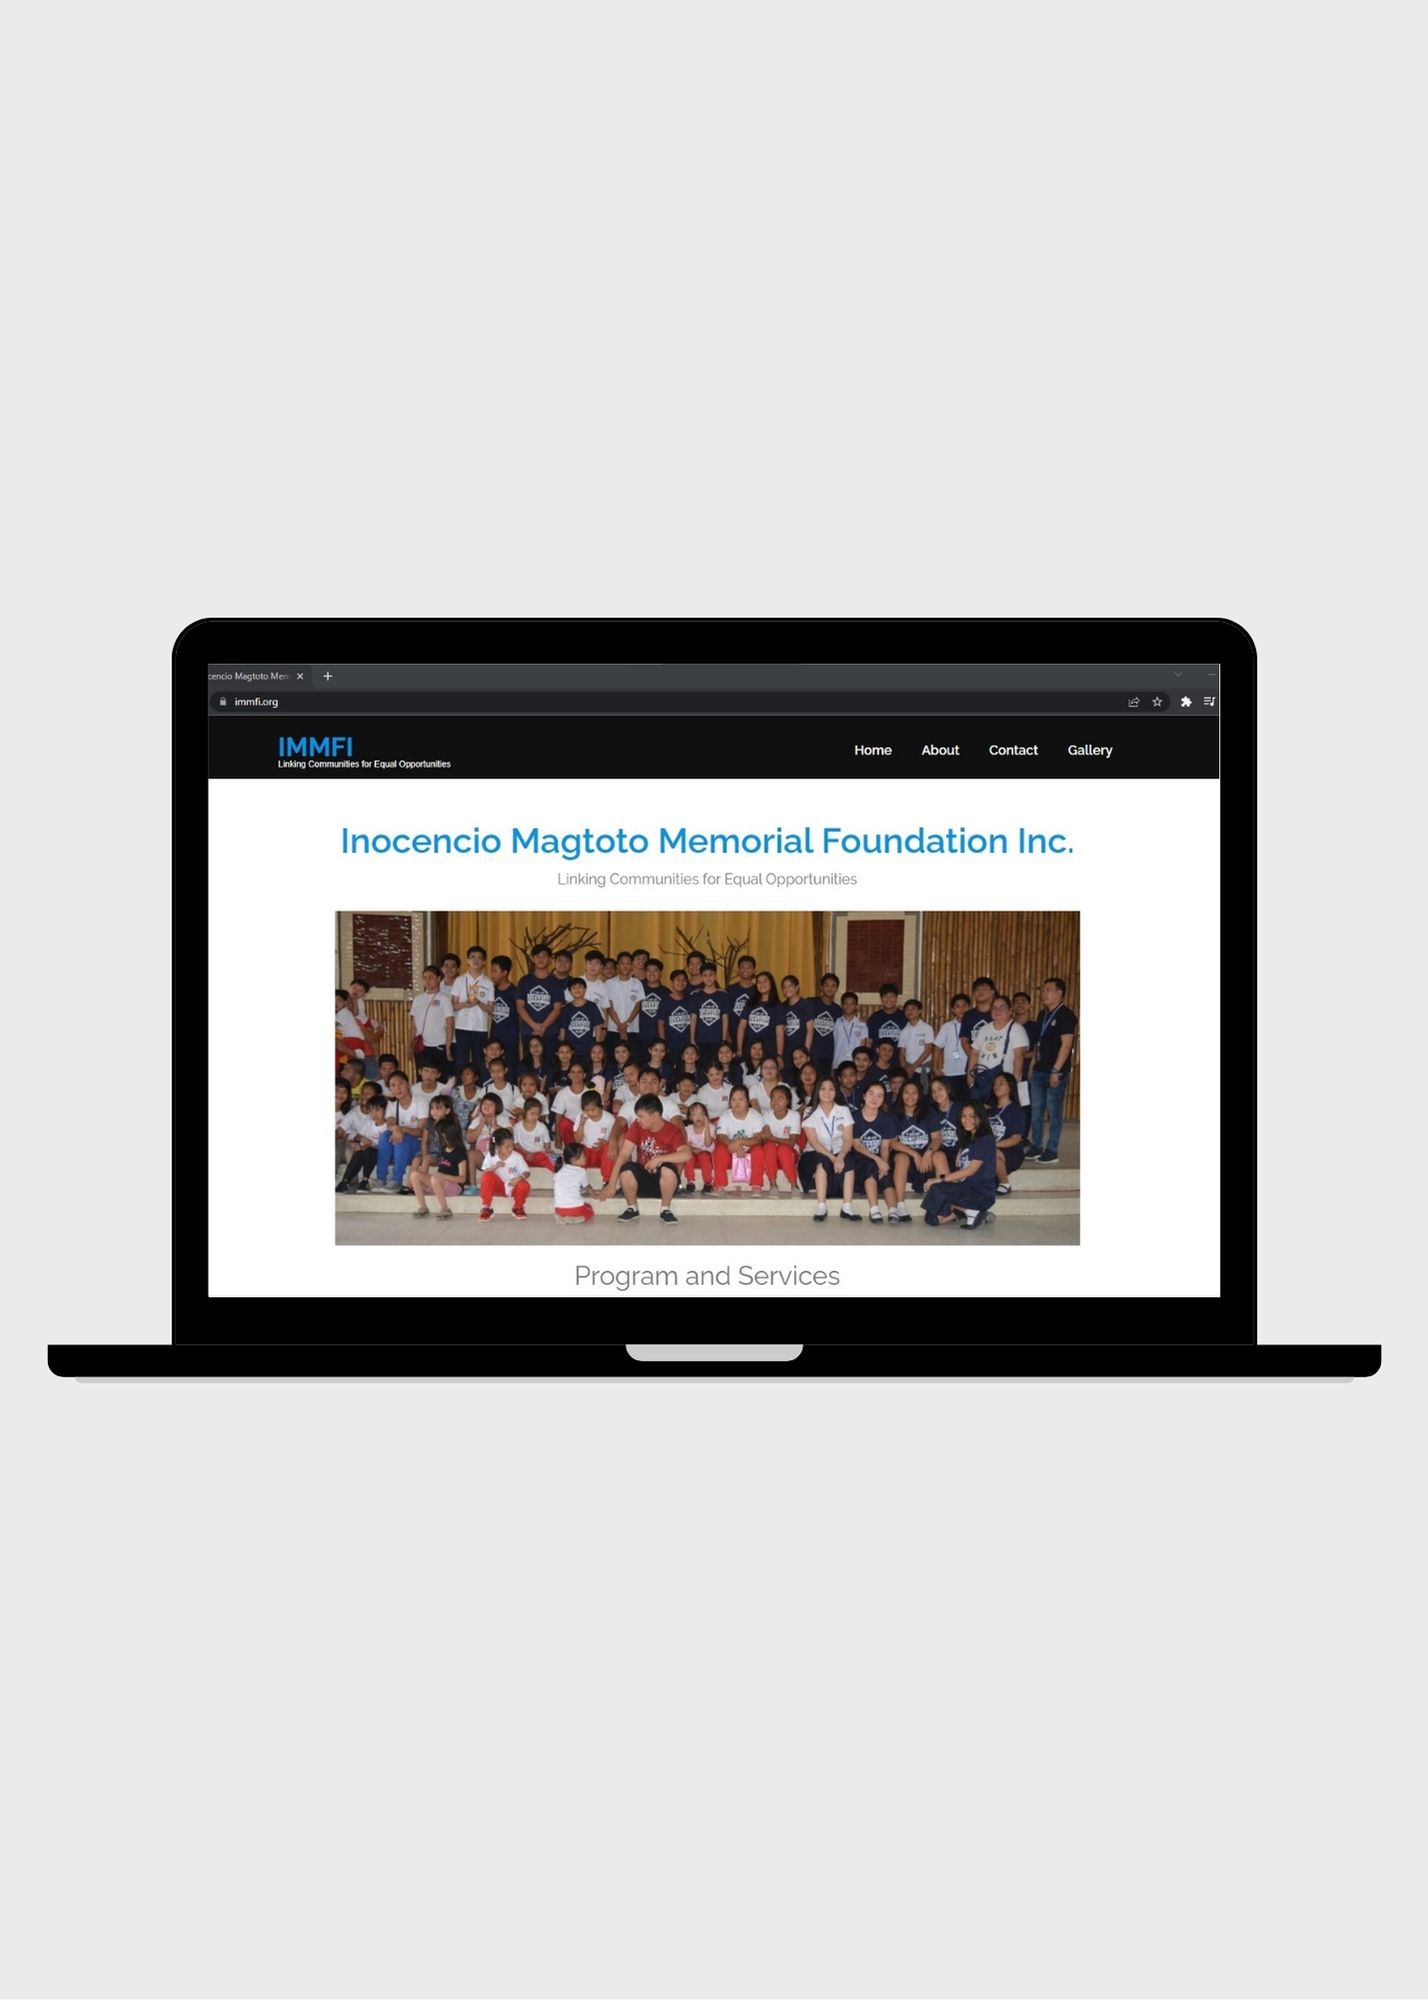 cencio Magtoto Mem
immfi.org
IMMFI
Linking Communities for Equal Opportunities
Home About Contact Gallery
Inocencio Magtoto Memorial Foundation Inc.
Linking Communities for Equal Opportunities
Program and Services